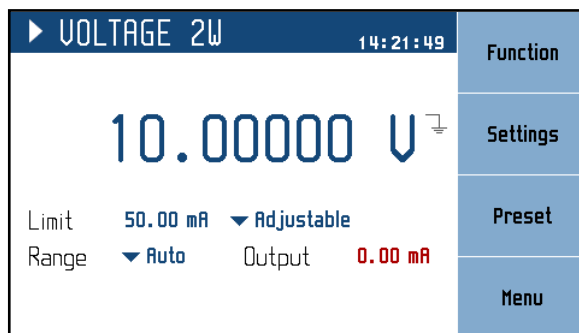 VOLTAGE 2W 14:21:49
Function
10.00000 V
Settings
Limit 50.00 mA Adjustable
Preset
Range Auto Output 0.00 mA
Menu